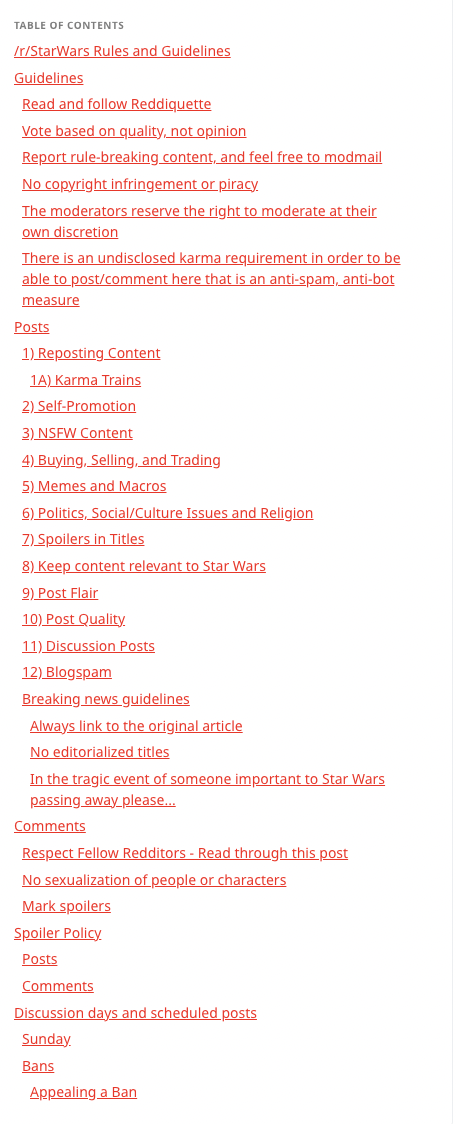 TABLE OF CONTENTS
/r/StarWars Rules and Guidelines
Guidelines
Read and follow Reddiquette
Vote based on quality, not opinion
Report rule-breaking content, and feel free to modmail
No copyright infringement or piracy
The moderators reserve the right to moderate at their
own discretion
There is an undisclosed karma requirement in order to be
able to post/comment here that is an anti-spam, anti-bot
measure
Posts
1) Reposting Content
1A) Karma Trains
2) Self-Promotion
3) NSFW Content
4) Buying, Selling, and Trading
5) Memes and Macros
6) Politics, Social/Culture Issues and Religion
7) Spoilers in Titles
8) Keep content relevant to Star Wars
9) Post Flair
10) Post Quality
11) Discussion Posts
12) Blogspam
Breaking news guidelines
Always link to the original article
No editorialized titles
In the tragic event of someone important to Star Wars
passing away please...
Comments
Respect Fellow Redditors - Read through this post
No sexualization of people or characters
Mark spoilers
Spoiler Policy
Posts
Comments
Discussion days and scheduled posts
Sunday
Bans
Appealing a Ban